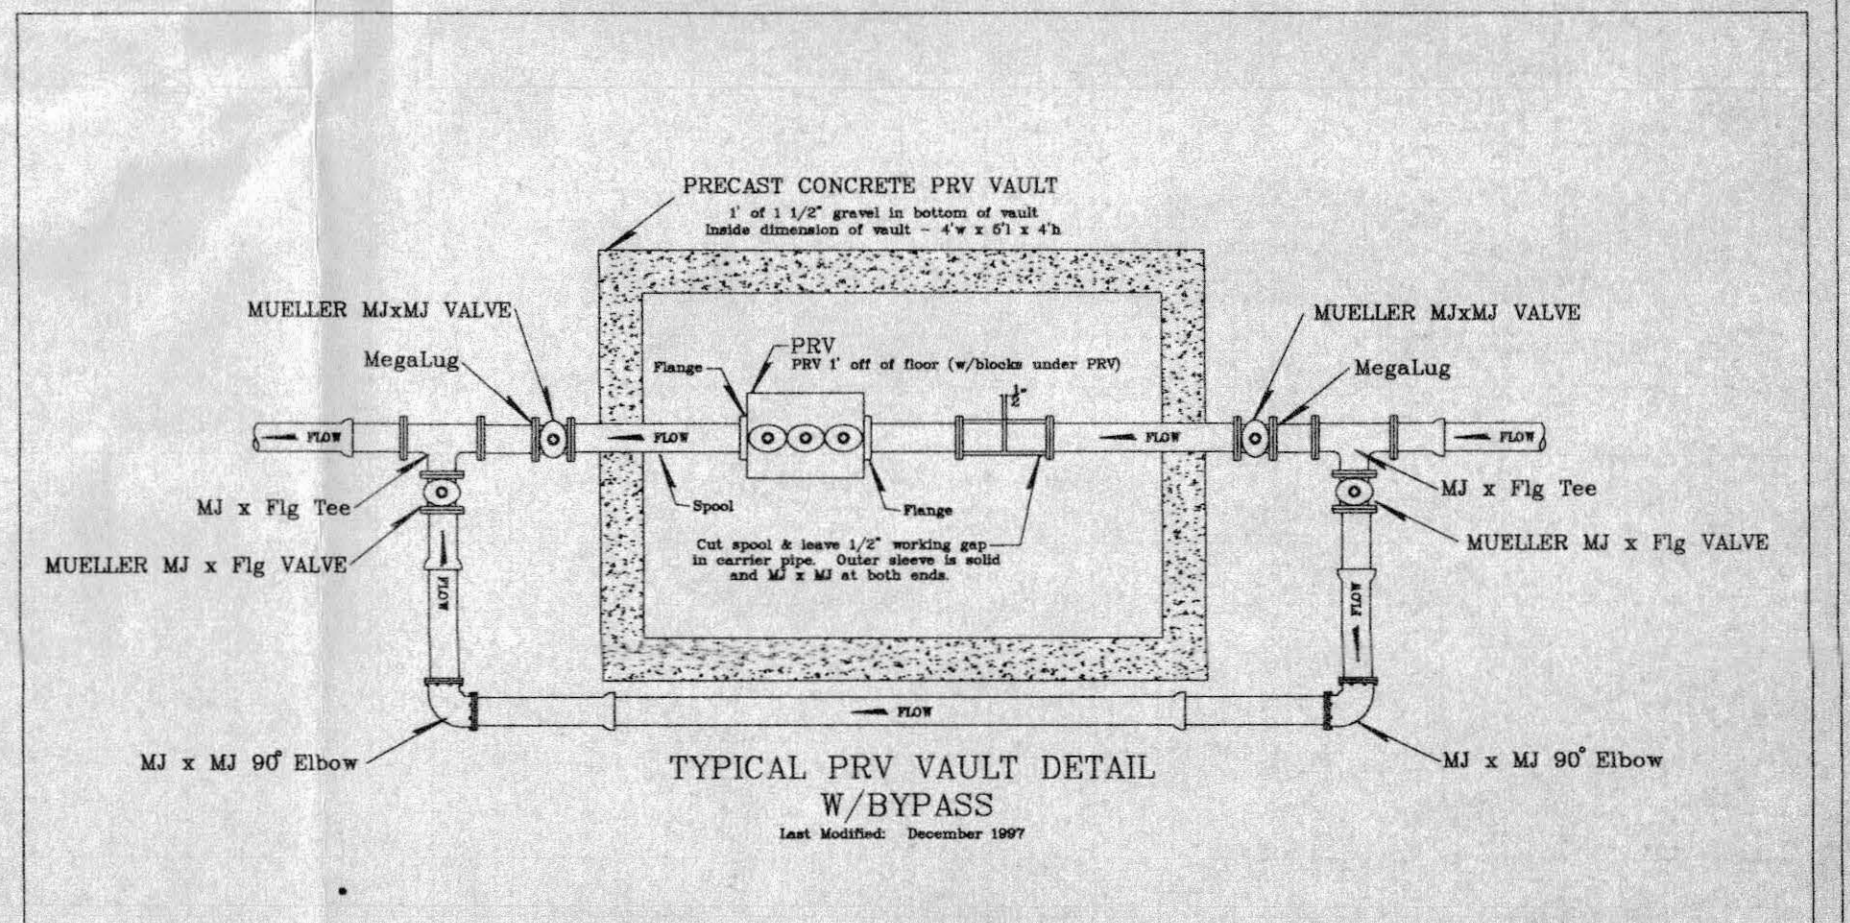 PRECAST CONCRETE PRV VAULT
1' of 1 1/2" gravel in bottom of vault
Inside dimension of vault - 4'w x 5'l x 4'h
MUELLER MJxMJ VALVE
MUELLER MJxMJ VALVE
MegaLug
Flange
PRV
PRV 1' off of floor (w/blocks under PRV)
MegaLug
1/2"
FLOW
FLOW
FLOW
FLOW
MJ x Flg Tee
Spool
Flange
MJ x Flg Tee
MUELLER MJ x Flg VALVE
Cut spool & leave 1/2" working gap
in carrier pipe. Outer sleeve is solid
and MJ x MJ at both ends.
MUELLER MJ x Flg VALVE
FLOW
FLOW
FLOW
MJ x MJ 90° Elbow
MJ x MJ 90° Elbow
TYPICAL PRV VAULT DETAIL
W/BYPASS
Last Modified: December 1997